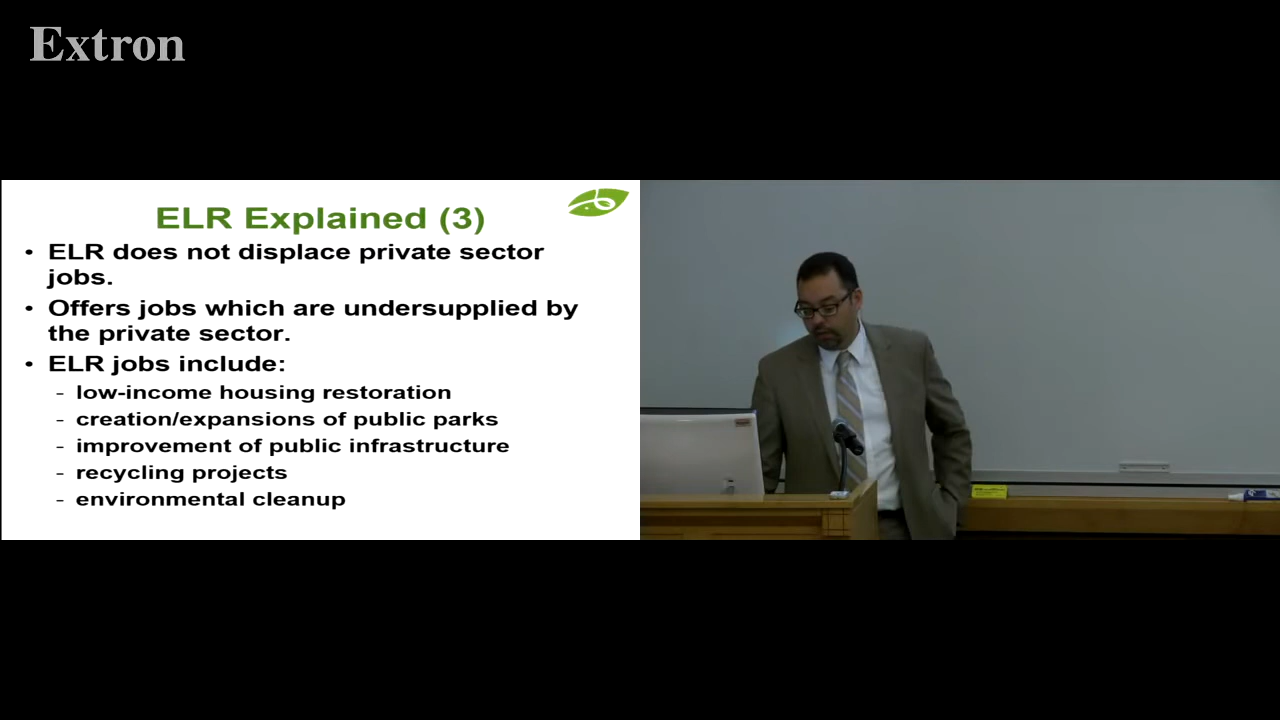 Extron
ELR Explained (3)
• ELR does not displace private sector
jobs.
• Offers jobs which are undersupplied by
the private sector.
• ELR jobs include:
- low-income housing restoration
- creation/expansions of public parks
- improvement of public infrastructure
- recycling projects
- environmental cleanup